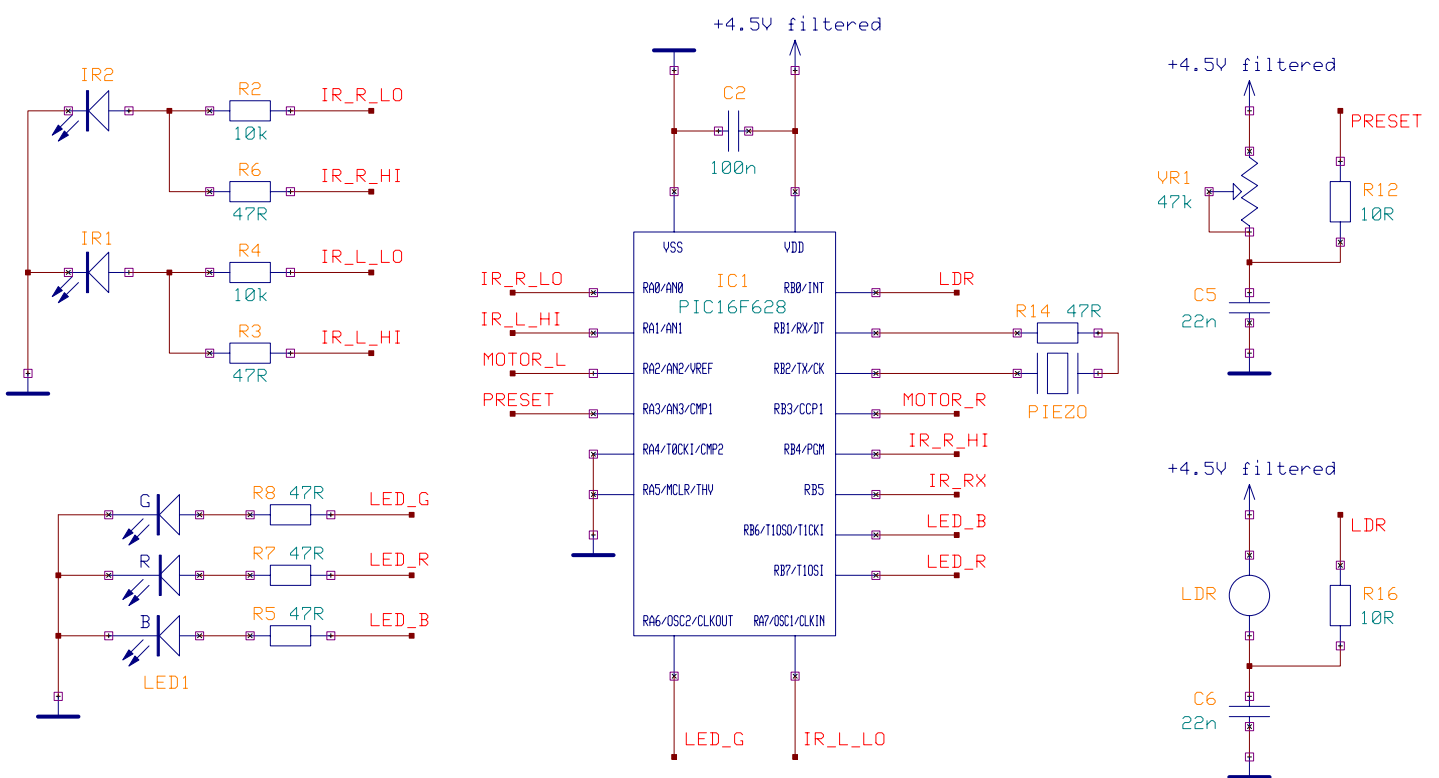 +4.5V filtered
IR2
R2
IR_R_LO
10k
R6
IR_R_HI
47R
IR1
R4
IR_L_LO
10k
R3
IR_L_HI
47R
C2
100n
VSS
VDD
IC1
PIC16F628
IR_R_LO
RA0/AN0
RB0/INT
LDR
IR_L_HI
RA1/AN1
RB1/RX/DT
R14 47R
MOTOR_L
RA2/AN2/VREF
RB2/TX/CK
PIEZO
PRESET
RA3/AN3/CMP1
RB3/CCP1
MOTOR_R
RA4/T0CKI/CMP2
RB4/PGM
IR_R_HI
RA5/MCLR/THV
RB5
IR_RX
RB6/T1OSO/T1CKI
LED_B
RB7/T1OSI
LED_R
RA6/OSC2/CLKOUT
RA7/OSC1/CLKIN
LED_G
IR_L_LO
G
R8 47R
LED_G
R
R7 47R
LED_R
B
R5 47R
LED_B
LED1
+4.5V filtered
PRESET
VR1
47k
R12
10R
C5
22n
+4.5V filtered
LDR
LDR
R16
10R
C6
22n